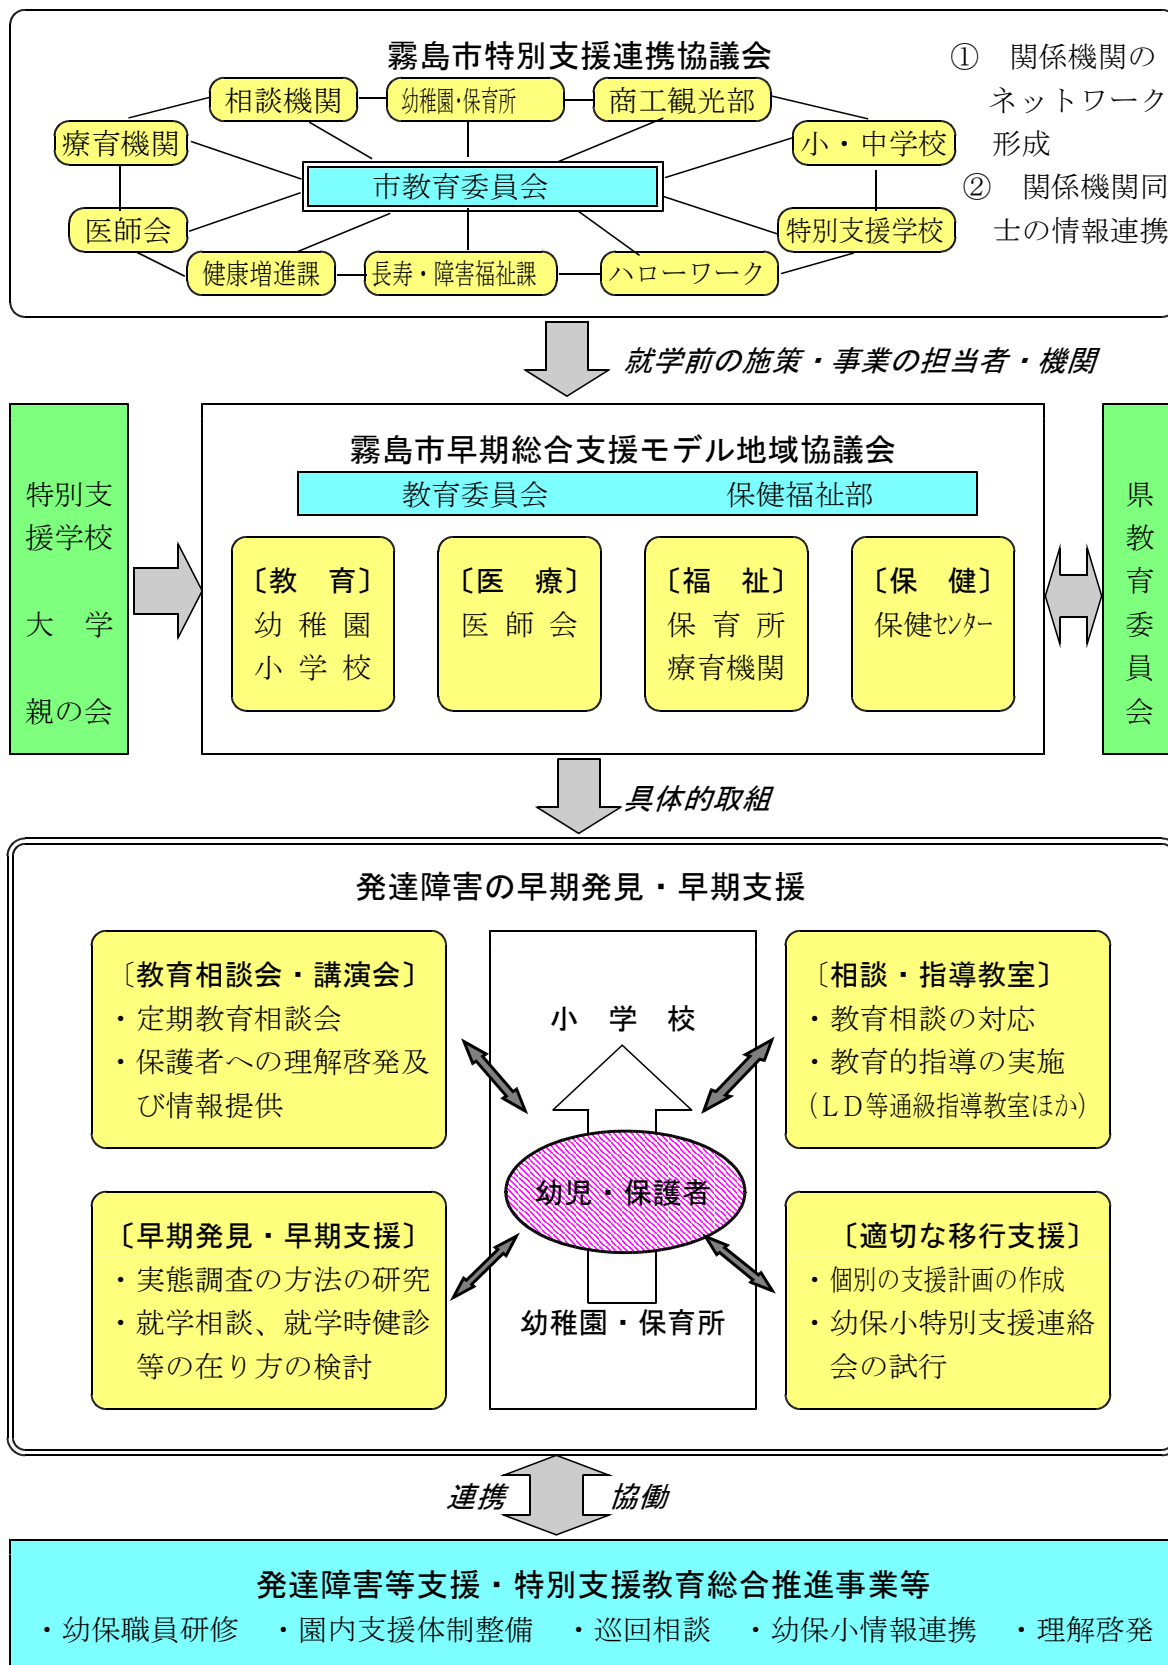 霧島市特別支援連携協議会
① 関係機関の
ネットワーク
形成
② 関係機関同
士の情報連携
相談機関
幼稚園・保育所
商工観光部
療育機関
小・中学校
市教育委員会
医師会
特別支援学校
健康増進課
長寿・障害福祉課
ハローワーク
就学前の施策・事業の担当者・機関
特別支
援学校
大 学
親の会
霧島市早期総合支援モデル地域協議会
教育委員会 保健福祉部
〔教 育〕
幼稚園
小学校
〔医 療〕
医師会
〔福 祉〕
保育所
療育機関
〔保 健〕
保健センター
県
教
育
委
員
会
具体的取組
発達障害の早期発見・早期支援
〔教育相談会・講演会〕
・定期教育相談会
・保護者への理解啓発及
び情報提供
小 学 校
〔相談・指導教室〕
・教育相談の対応
・教育的指導の実施
（ＬＤ等通級指導教室ほか）
幼児・保護者
〔早期発見・早期支援〕
・実態調査の方法の研究
・就学相談、就学時健診
等の在り方の検討
幼稚園・保育所
〔適切な移行支援〕
・個別の支援計画の作成
・幼保小特別支援連絡
会の試行
連携 協働
発達障害等支援・特別支援教育総合推進事業等
・幼保職員研修 ・園内支援体制整備 ・巡回相談 ・幼保小情報連携 ・理解啓発